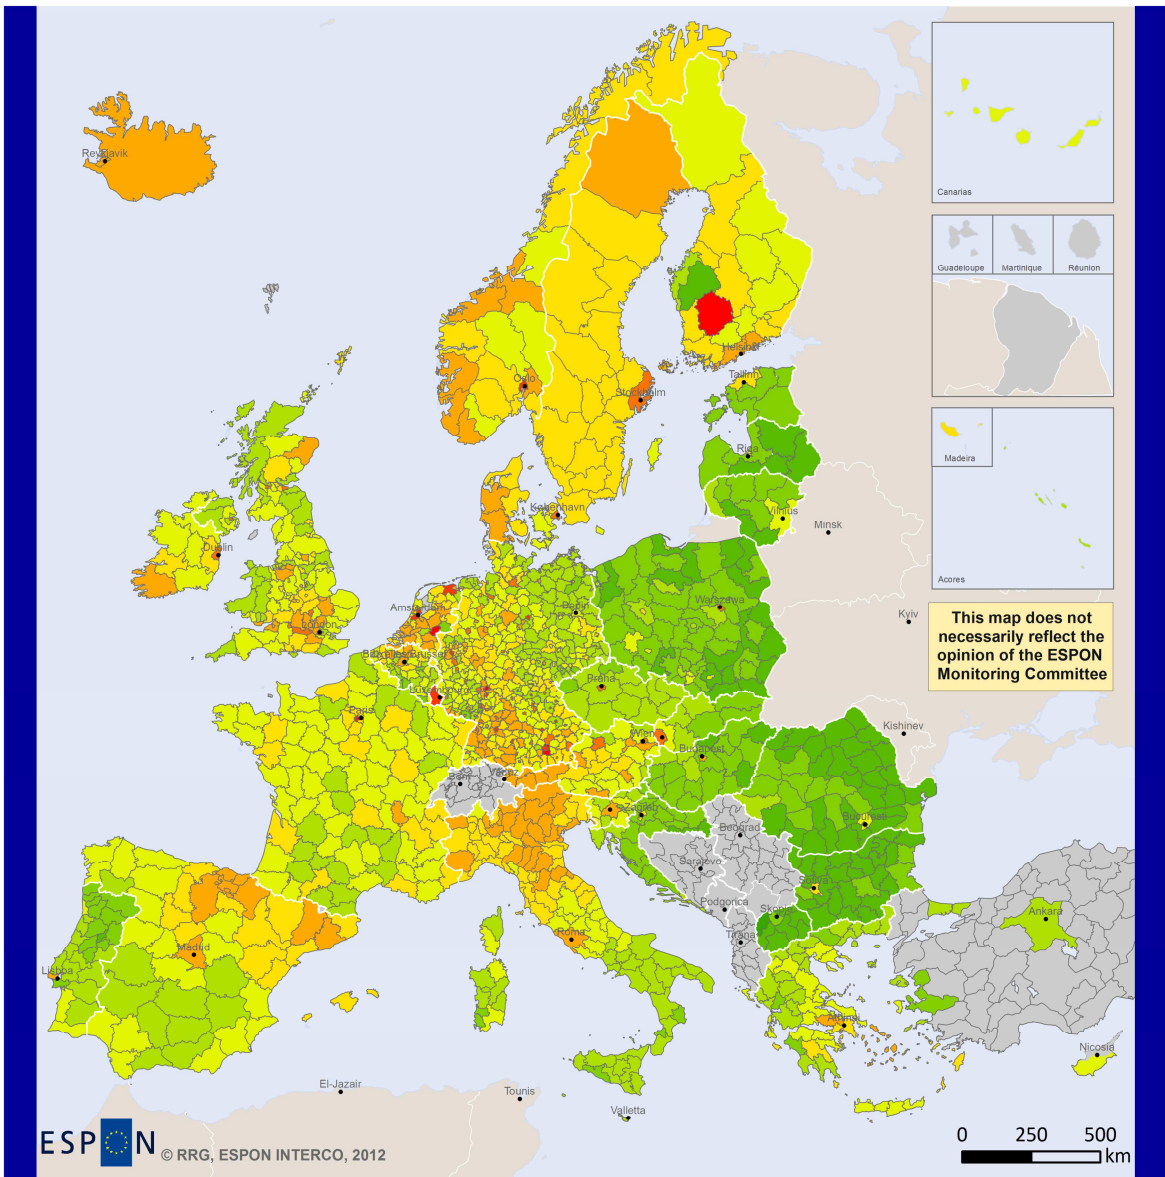 Reykjavik
Canarias
Guadeloupe
Martinique
Réunion
Helsinki
Oslo
Tallinn
Stockholm
Madeira
Riga
København
Vilnius
Minsk
Dublin
Acores
Amsterdam
Berlin
Warszawa
London
Kyiv
This map does not
necessarily reflect the
opinion of the ESPON
Monitoring Committee
Praha
Luxembourg
Paris
Kishinev
Wien
Budapest
Bern
Vaduz
Zagreb
Bucuresti
Beograd
Sarajevo
Sofiya
Podgorica
Skopje
Ankara
Roma
Tirana
Madrid
Lisboa
Athinai
Nicosia
El-Jazair
Tounis
Valletta
ESPON © RRG, ESPON INTERCO, 2012
0 250 500
km